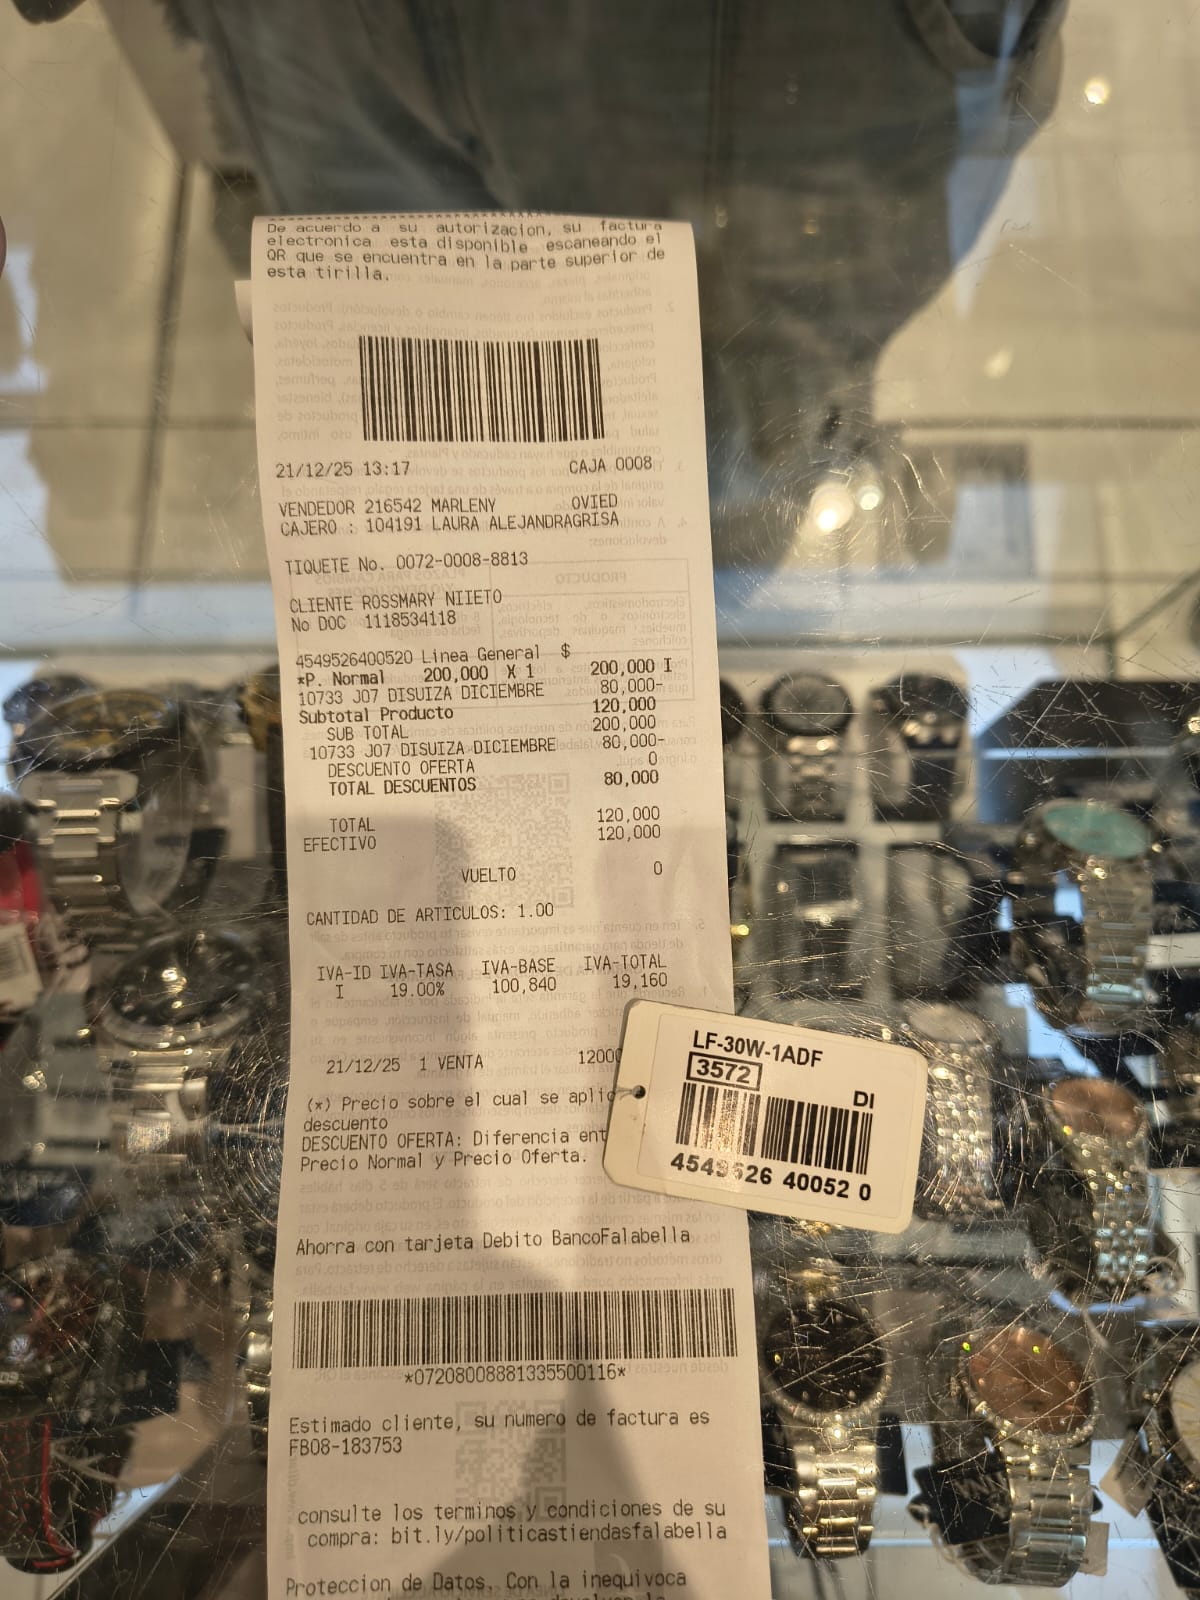 De acuerdo a su autorizacion, su factura
electronica esta disponible escaneando el
QR que se encuentra en la parte superior de
esta tirilla.
21/12/25 13:17 CAJA 0008
VENDEDOR 216542 MARLENY OVIED
CAJERO : 104191 LAURA ALEJANDRAGRISA
TIQUETE No. 0072-0008-8813
CLIENTE ROSSMARY NIIETO
No DOC 1118534118
4549526400520 Linea General $
*P. Normal 200,000 X 1 200,000 I
10733 J07 DISUIZA DICIEMBRE 80,000-
Subtotal Producto 120,000
SUB TOTAL 200,000
10733 J07 DISUIZA DICIEMBRE 80,000-
DESCUENTO OFERTA 0
TOTAL DESCUENTOS 80,000
TOTAL 120,000
EFECTIVO 120,000
VUELTO 0
CANTIDAD DE ARTICULOS: 1.00
IVA-ID IVA-TASA IVA-BASE IVA-TOTAL
I 19.00% 100,840 19,160
21/12/25 1 VENTA 12000
(*) Precio sobre el cual se aplic
descuento
DESCUENTO OFERTA: Diferencia ent
Precio Normal y Precio Oferta.
LF-30W-1ADF
3572
DI
4549526 40052 0
Ahorra con tarjeta Debito BancoFalabella
*07208008881335500116*
Estimado cliente, su numero de factura es
FB08-183753
consulte los terminos y condiciones de su
compra: bit.ly/politicastiendasfalabella
Proteccion de Datos. Con la inequivoca